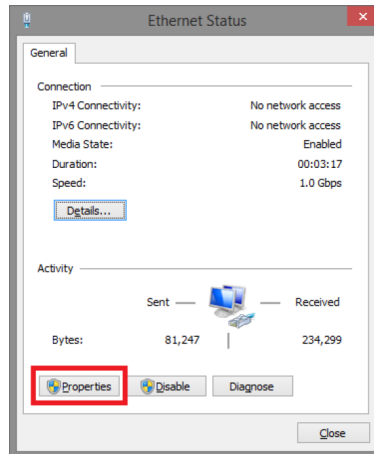 Ethernet Status
General
Connection
IPv4 Connectivity: No network access
IPv6 Connectivity: No network access
Media State: Enabled
Duration: 00:03:17
Speed: 1.0 Gbps
Details...
Activity
Sent Received
Bytes: 81,247 234,299
Properties Disable Diagnose
Close